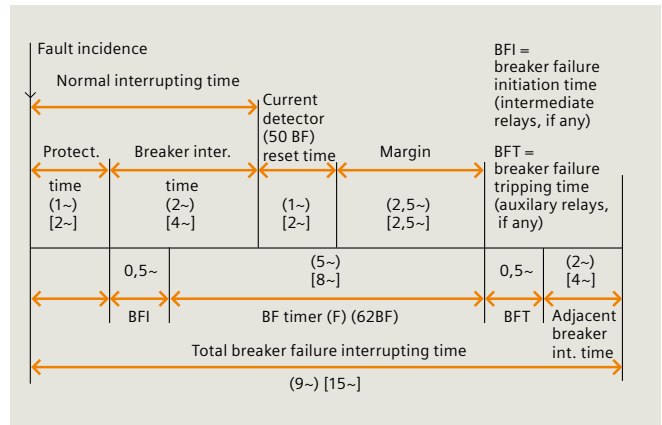 Fault incidence
Normal interrupting time
Current
detector
(50 BF)
reset time
Protect.
time
(1~)
[2~]
Breaker inter.
time
(2~)
[4~]
(1~)
[2~]
Margin
(2,5~)
[2,5~]
BFI =
breaker failure
initiation time
(intermediate
relays, if any)
BFT =
breaker failure
tripping time
(auxilary relays,
if any)
0,5~
BFI
(5~)
[8~]
BF timer (F) (62BF)
0,5~
BFT
(2~)
[4~]
Adjacent
breaker
int. time
Total breaker failure interrupting time
(9~) [15~]